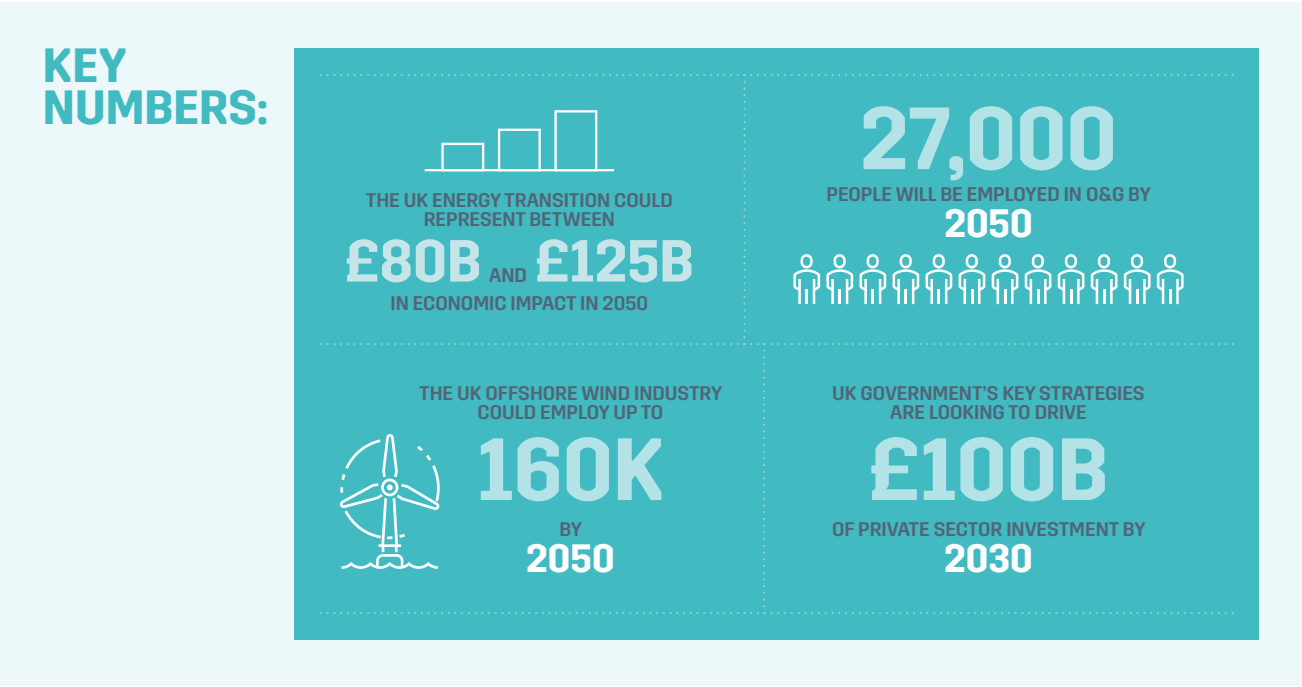 KEY
NUMBERS:
THE UK ENERGY TRANSITION COULD
REPRESENT BETWEEN
£80B AND £125B
IN ECONOMIC IMPACT IN 2050
27,000
PEOPLE WILL BE EMPLOYED IN O&G BY
2050
THE UK OFFSHORE WIND INDUSTRY
COULD EMPLOY UP TO
160K
BY
2050
UK GOVERNMENT'S KEY STRATEGIES
ARE LOOKING TO DRIVE
£100B
OF PRIVATE SECTOR INVESTMENT BY
2030